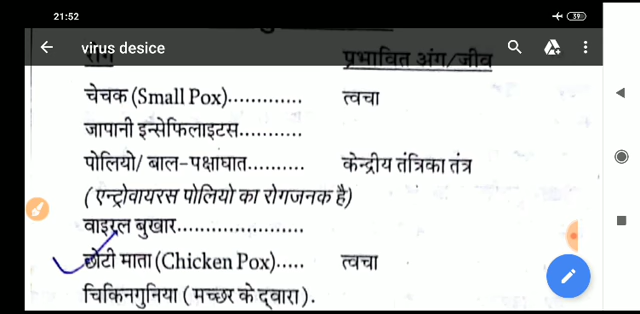 21:52
39
virus desice
रोग प्रभावित अंग/जीव
चेचक (Small Pox)............. त्वचा
जापानी इन्सेफिलाइटस...........
पोलियो/ बाल-पक्षाघात.......... केन्द्रीय तंत्रिका तंत्र
(एन्ट्रोवायरस पोलियो का रोगजनक है)
वाइरल बुखार......................
छोटी माता (Chicken Pox)..... त्वचा
चिकिनगुनिया (मच्छर के द्वारा).